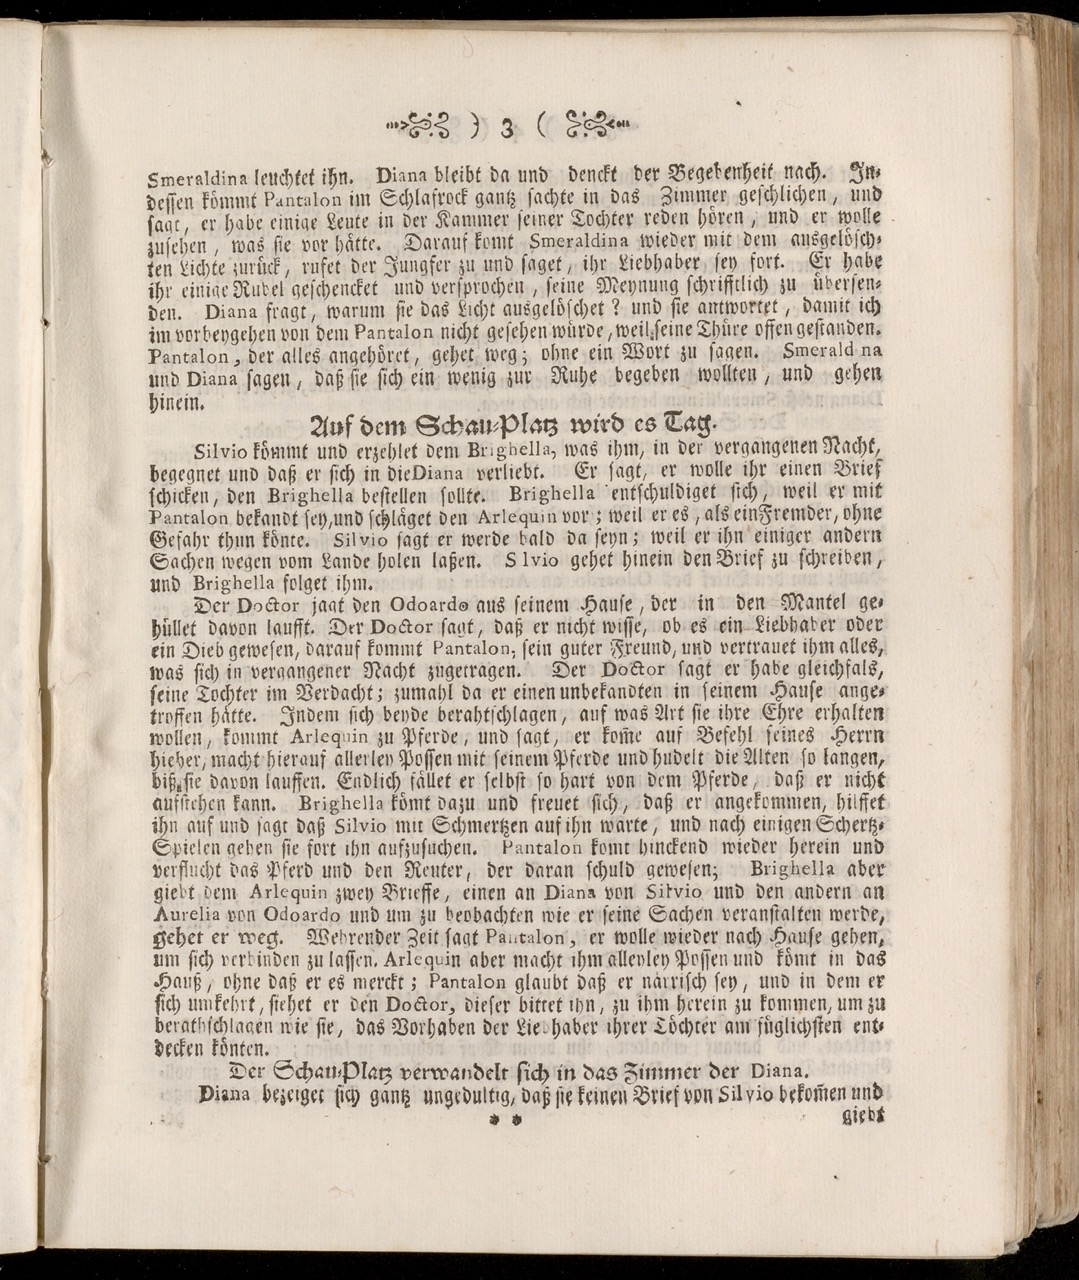 ) 3 (
Smeraldina leuchtet ihn. Diana bleibt da und denckt der Begebenheit nach. In-
dessen kömmt Pantalon im Schlafrock gantz sachte in das Zimmer geschlichen, und
sagt, er habe einige Leute in der Kammer seiner Tochter reden hören, und er wolle
zusehen, was sie vor hätte. Darauf komt Smeraldina wieder mit dem ausgelösch-
ten Lichte zurück, rufet der Jungfer zu und saget, ihr Liebhaber sey fort. Er habe
ihr einige Rubel geschencket und versprochen, seine Meynung schrifftlich zu übersen-
den. Diana fragt, warum sie das Licht ausgelöschet? und sie antwortet, damit ich
im vorbeygehen von dem Pantalon nicht gesehen würde, weil seine Thüre offen gestanden.
Pantalon, der alles angehöret, gehet weg; ohne ein Wort zu sagen. Smerald na
und Diana sagen, daß sie sich ein wenig zur Ruhe begeben wollten, und gehen
hinein.
Auf dem Schau-Platz wird es Tag.
Silvio kömmt und erzehlet dem Brighella, was ihm, in der vergangenen Nacht,
begegnet und daß er sich in die Diana verliebt. Er sagt, er wolle ihr einen Brief
schicken, den Brighella bestellen sollte. Brighella entschuldiget sich, weil er mit
Pantalon bekandt sey, und schläget den Arlequin vor; weil er es, als ein Fremder, ohne
Gefahr thun könte. Silvio sagt er werde bald da seyn; weil er ihn einiger andern
Sachen wegen vom Lande holen laßen. S lvio gehet hinein den Brief zu schreiben,
und Brighella folget ihm.
Der Doctor jagt den Odoardo aus seinem Hause, der in den Mantel ge-
hüllet davon laufft. Der Doctor sagt, daß er nicht wisse, ob es ein Liebhaber oder
ein Dieb gewesen, darauf kommt Pantalon, sein guter Freund, und vertrauet ihm alles,
was sich in vergangener Nacht zugetragen. Der Doctor sagt er habe gleichfals,
seine Tochter im Verdacht; zumahl da er einen unbekandten in seinem Hause ange-
troffen hätte. Indem sich beyde berahtschlagen, auf was Art sie ihre Ehre erhalten
wollen, kommt Arlequin zu Pferde, und sagt, er kom̄e auf Befehl seines Herrn
hieher, macht hierauf allerley Possen mit seinem Pferde und hudelt die Alten so langen,
biß sie davon lauffen. Endlich fället er selbst so hart von dem Pferde, daß er nicht
aufstehen kann. Brighella kömt dazu und freuet sich, daß er angekommen, hilffet
ihn auf und sagt daß Silvio mit Schmertzen auf ihn warte, und nach einigen Schertz-
Spielen gehen sie fort ihn aufzusuchen. Pantalon komt hinckend wieder herein und
verflucht das Pferd und den Reuter, der daran schuld gewesen; Brighella aber
giebt dem Arlequin zwey Brieffe, einen an Diana von Silvio und den andern an
Aurelia von Odoardo und um zu beobachten wie er seine Sachen veranstalten werde,
gehet er weg. Wehrender Zeit sagt Pantalon, er wolle wieder nach Hause gehen,
um sich verbinden zu lassen. Arlequin aber macht ihm allenley Possen und kömt in das
Hauß, ohne daß er es merckt; Pantalon glaubt daß er närrisch sey, und in dem er
sich umkehrt, siehet er den Doctor, dieser bittet ihn, zu ihm herein zu kommen, um zu
berathschlagen wie sie, das Vorhaben der Liebhaber ihrer Töchter am füglichsten ent-
decken könten.
Der Schau-Platz verwandelt sich in das Zimmer der Diana.
Diana bezeiget sich gantz ungedultig, daß sie keinen Brief von Silvio bekom̄en und
* * giebt